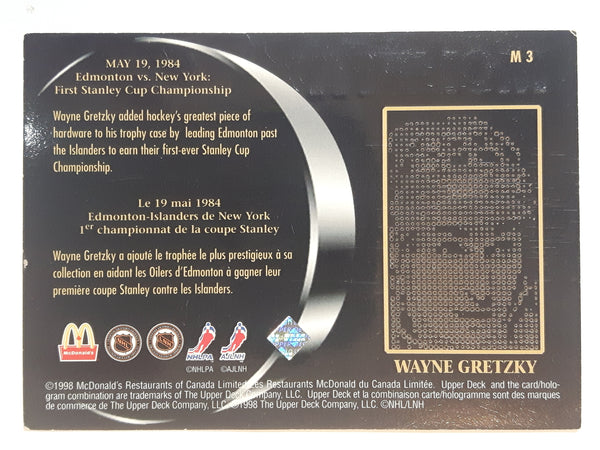 M 3
MAY 19, 1984
Edmonton vs. New York:
First Stanley Cup Championship
Wayne Gretzky added hockey's greatest piece of
hardware to his trophy case by leading Edmonton past
the Islanders to earn their first-ever Stanley Cup
Championship.
Le 19 mai 1984
Edmonton-Islanders de New York
1er championnat de la coupe Stanley
Wayne Gretzky a ajouté le trophée le plus prestigieux à sa
collection en aidant les Oilers d'Edmonton à gagner leur
première coupe Stanley contre les Islanders.
McDonald's
NHLPA
AJLNH
©NHLPA
©AJLNH
WAYNE GRETZKY
©1998 McDonald's Restaurants of Canada Limited/Les Restaurants McDonald du Canada Limitée. Upper Deck and the card/holo-
gram combination are trademarks of The Upper Deck Company, LLC. Upper Deck et la combinaison carte/hologramme sont des marques
de commerce de The Upper Deck Company, LLC. ©1998 The Upper Deck Company, LLC. ©NHL/LNH